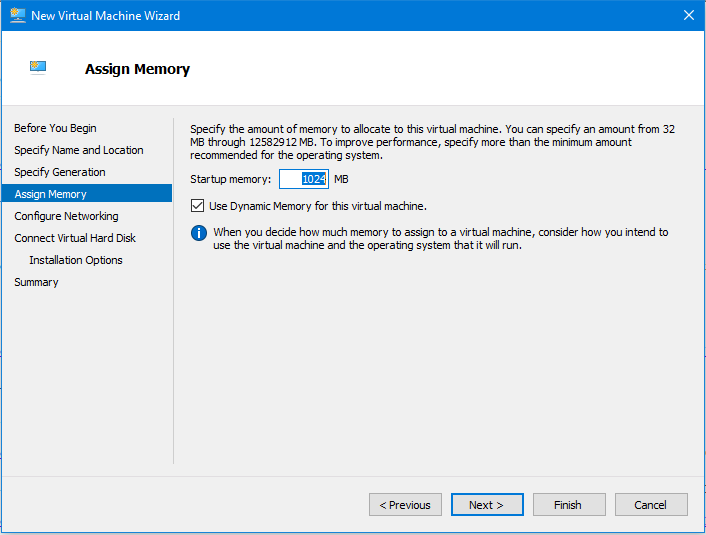 New Virtual Machine Wizard
Assign Memory
Before You Begin
Specify Name and Location
Specify Generation
Assign Memory
Configure Networking
Connect Virtual Hard Disk
Installation Options
Summary
Specify the amount of memory to allocate to this virtual machine. You can specify an amount from 32
MB through 12582912 MB. To improve performance, specify more than the minimum amount
recommended for the operating system.
Startup memory: 1024 MB
Use Dynamic Memory for this virtual machine.
When you decide how much memory to assign to a virtual machine, consider how you intend to
use the virtual machine and the operating system that it will run.
< Previous Next > Finish Cancel